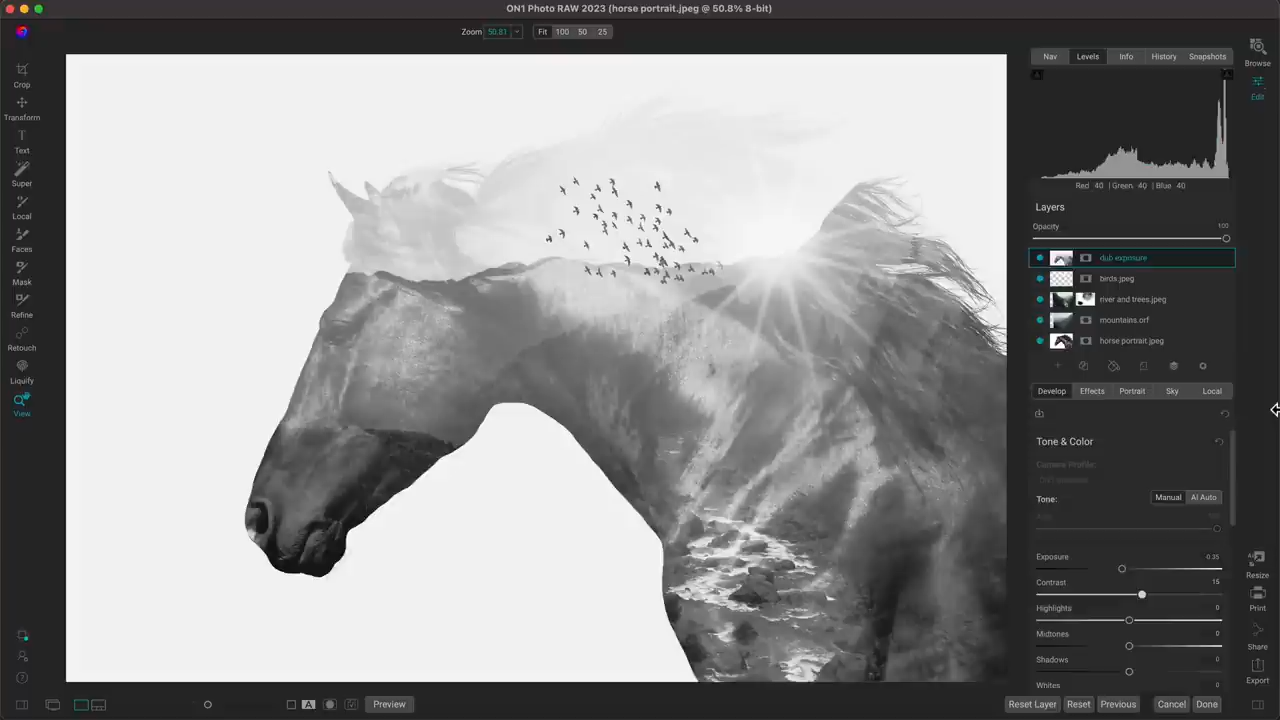 ON1 Photo RAW 2023 (horse portrait.jpeg @ 50.8% 8-bit)
Zoom 50.81 Fit 100 50 25
Browse
Edit
Crop
Transform
Text
Super
Local
Faces
Mask
Refine
Retouch
Liquify
View
Nav Levels Info History Snapshots
Red 40 | Green 40 | Blue 40
Layers
Opacity 100
dub exposure
birds.jpeg
river and trees.jpeg
mountains.orf
horse portrait.jpeg
Develop Effects Portrait Sky Local
Tone & Color
Camera Profile:
Tone: Manual AI Auto
Exposure 0.35
Contrast 15
Highlights 0
Midtones 0
Shadows 0
Whites 0
Resize
Print
Share
Export
A Preview
Reset Layer Reset Previous Cancel Done